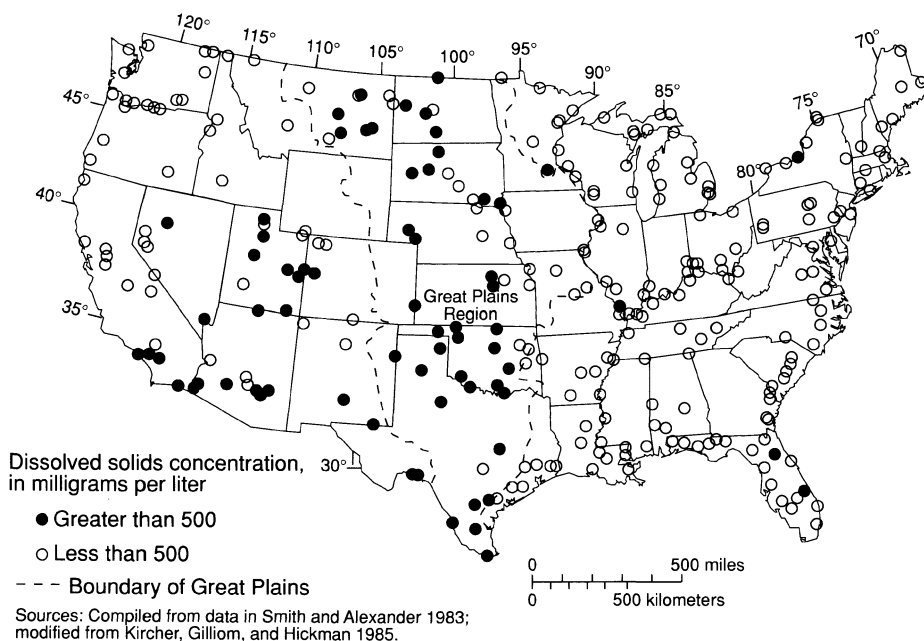 120°
115°
110°
105°
100°
95°
90°
85°
80°
75°
70°
45°
40°
35°
30°
Great Plains
Region
Dissolved solids concentration,
in milligrams per liter
Greater than 500
Less than 500
Boundary of Great Plains
0 500 miles
0 500 kilometers
Sources: Compiled from data in Smith and Alexander 1983;
modified from Kircher, Gilliom, and Hickman 1985.